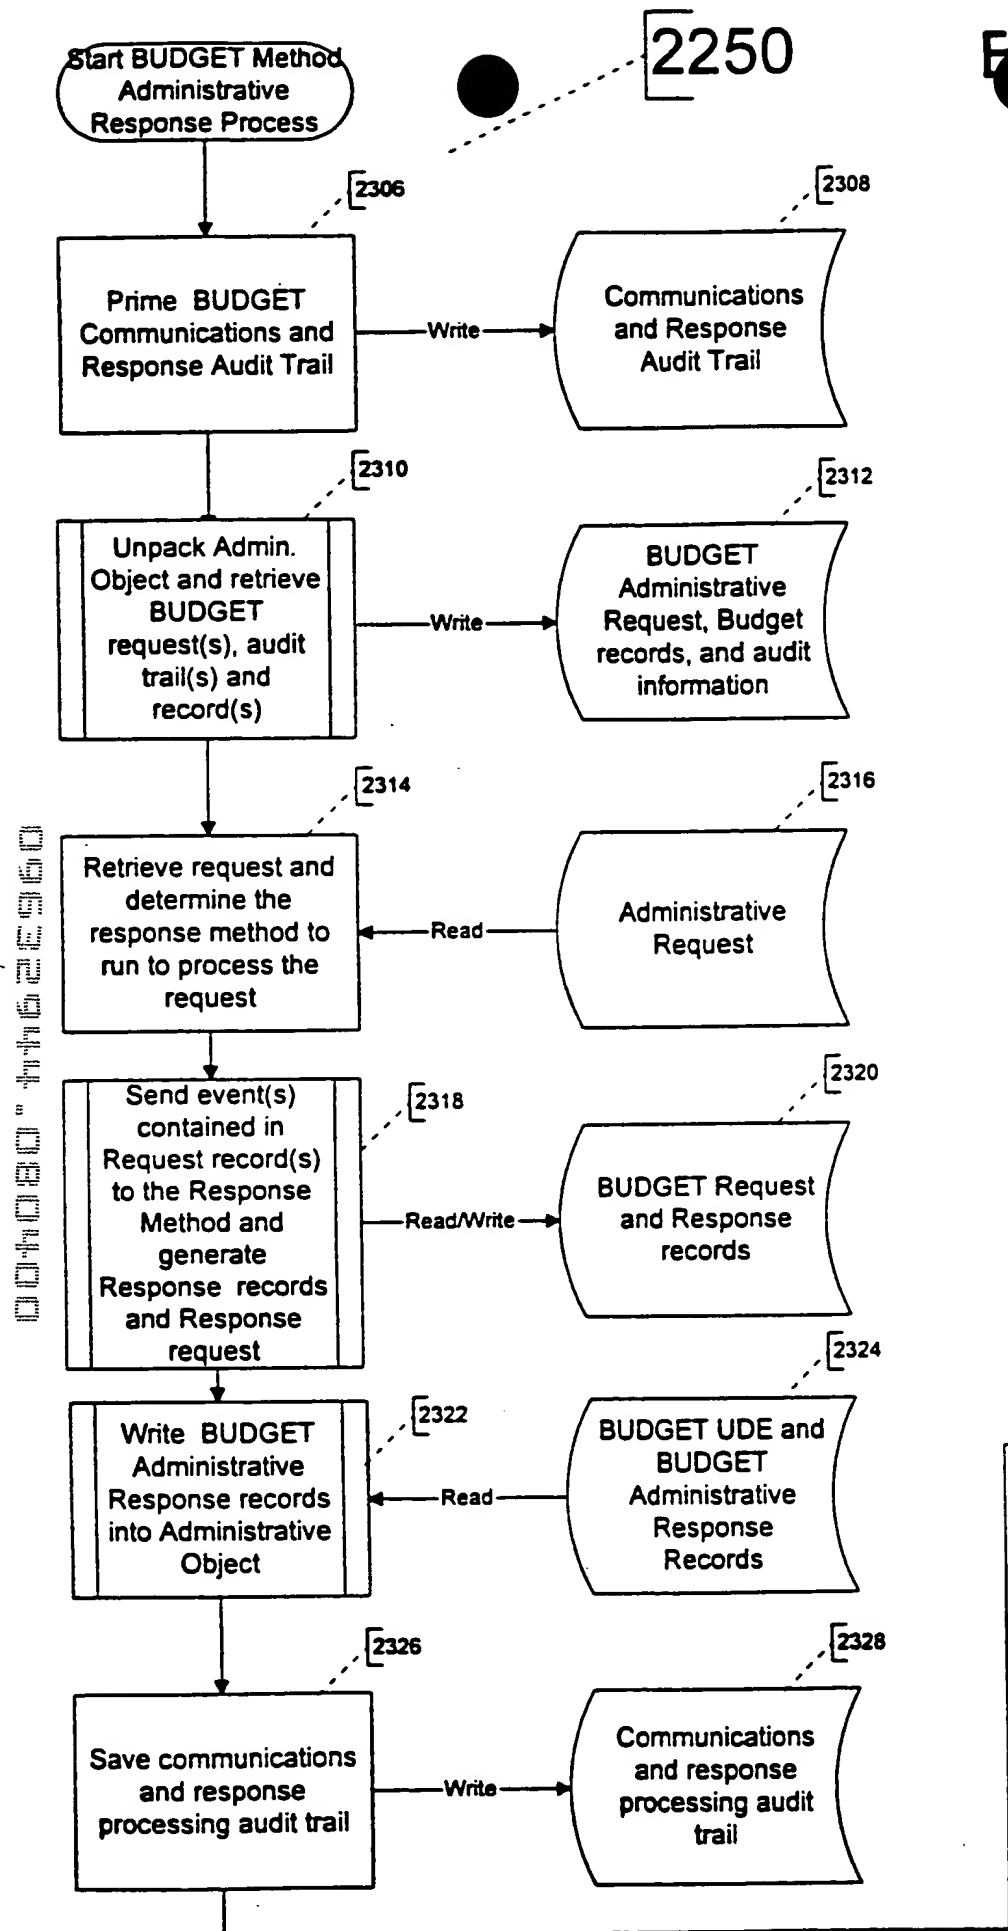 Start BUDGET Method
Administrative
Response Process
2250
2306
2308
Prime BUDGET
Communications and
Response Audit Trail
Write
Communications
and Response
Audit Trail
2310
2312
Unpack Admin.
Object and retrieve
BUDGET
request(s), audit
trail(s) and
record(s)
Write
BUDGET
Administrative
Request, Budget
records, and audit
information
2314
2316
Retrieve request and
determine the
response method to
run to process the
request
Read
Administrative
Request
2318
2320
Send event(s)
contained in
Request record(s)
to the Response
Method and
generate
Response records
and Response
request
Read/Write
BUDGET Request
and Response
records
2322
2324
Write BUDGET
Administrative
Response records
into Administrative
Object
Read
BUDGET UDE and
BUDGET
Administrative
Response
Records
2326
2328
Save communications
and response
processing audit trail
Write
Communications
and response
processing audit
trail